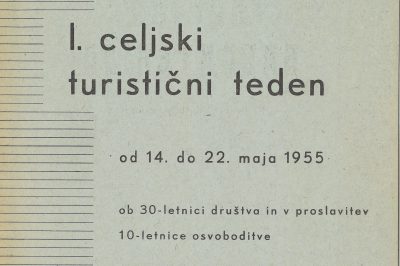 I. celjski
turistični teden
od 14. do 22. maja 1955
ob 30-letnici društva in v proslavitev
10-letnice osvoboditve